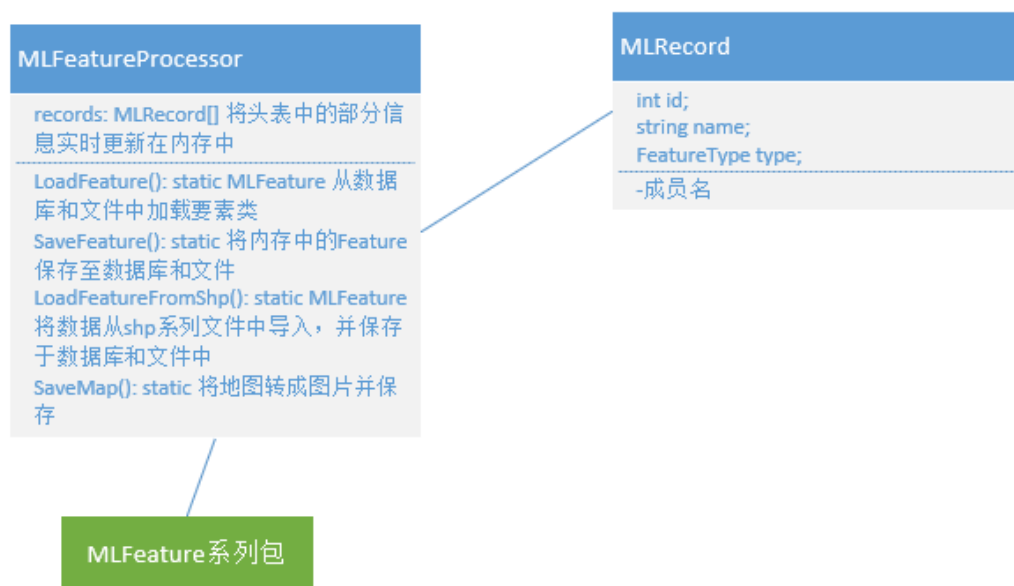 MLFeatureProcessor
records: MLRecord[] 将头表中的部分信
息实时更新在内存中
LoadFeature(): static MLFeature 从数据
库和文件中加载要素类
SaveFeature(): static 将内存中的Feature
保存至数据库和文件
LoadFeatureFromShp(): static MLFeature
将数据从shp系列文件中导入，并保存
于数据库和文件中
SaveMap(): static 将地图转成图片并保
存
MLRecord
int id;
string name;
FeatureType type;
-成员名
MLFeature系列包